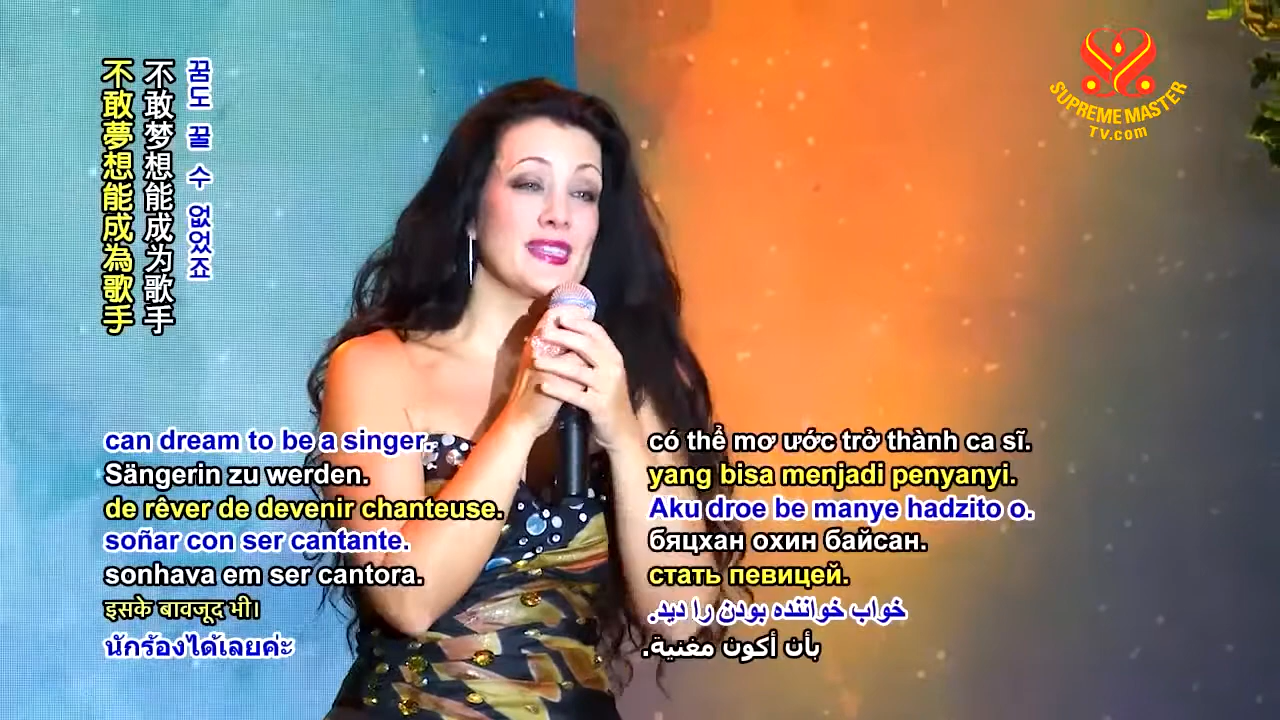 꿈도 꿀 수 없었죠
不敢梦想能成为歌手
不敢夢想能成為歌手
SUPREME MASTER
TV.com
can dream to be a singer.
Sängerin zu werden.
de rêver de devenir chanteuse.
soñar con ser cantante.
sonhava em ser cantora.
इसके बावजूद भी।
นักร้องได้เลยค่ะ
có thể mơ ước trở thành ca sĩ.
yang bisa menjadi penyanyi.
Aku droe be manye hadzito o.
бяцхан охин байсан.
стать певицей.
خواب خواننده بودن را دید.
بأن أكون مغنية.